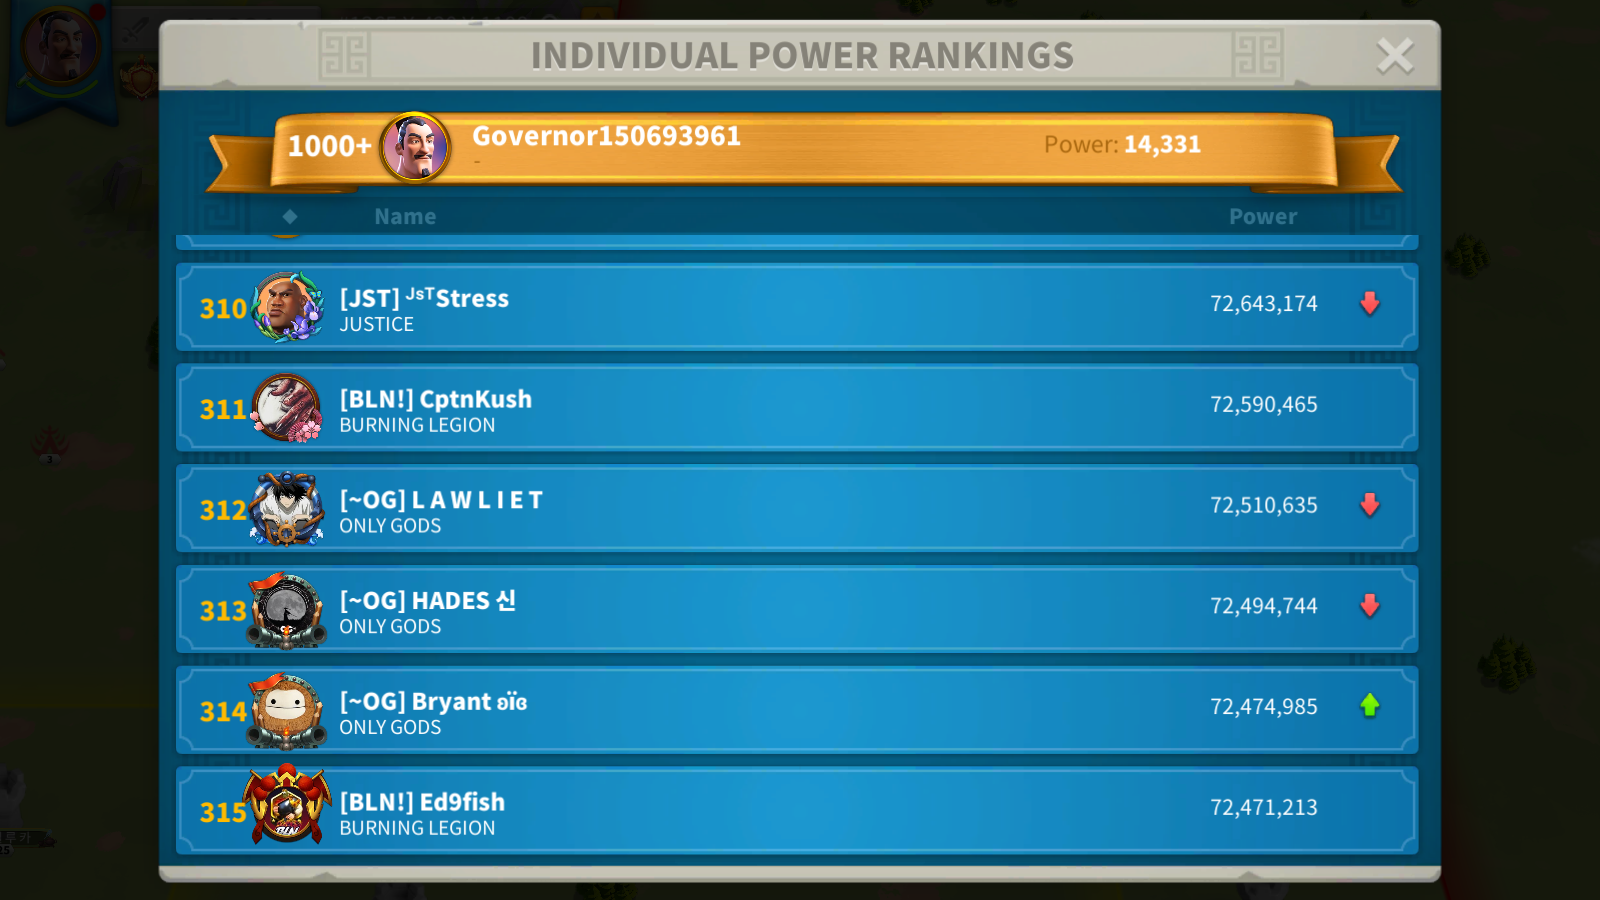 INDIVIDUAL POWER RANKINGS
1000+
Governor150693961
-
Power: 14,331
Name
Power
310
[JST] ᴶˢᵀStress
JUSTICE
72,643,174
311
[BLN!] CptnKush
BURNING LEGION
72,590,465
312
[~OG] L A W L I E T
ONLY GODS
72,510,635
313
[~OG] HADES 신
ONLY GODS
72,494,744
314
[~OG] Bryant ʚïɞ
ONLY GODS
72,474,985
315
[BLN!] Ed9fish
BURNING LEGION
72,471,213
3
BLN